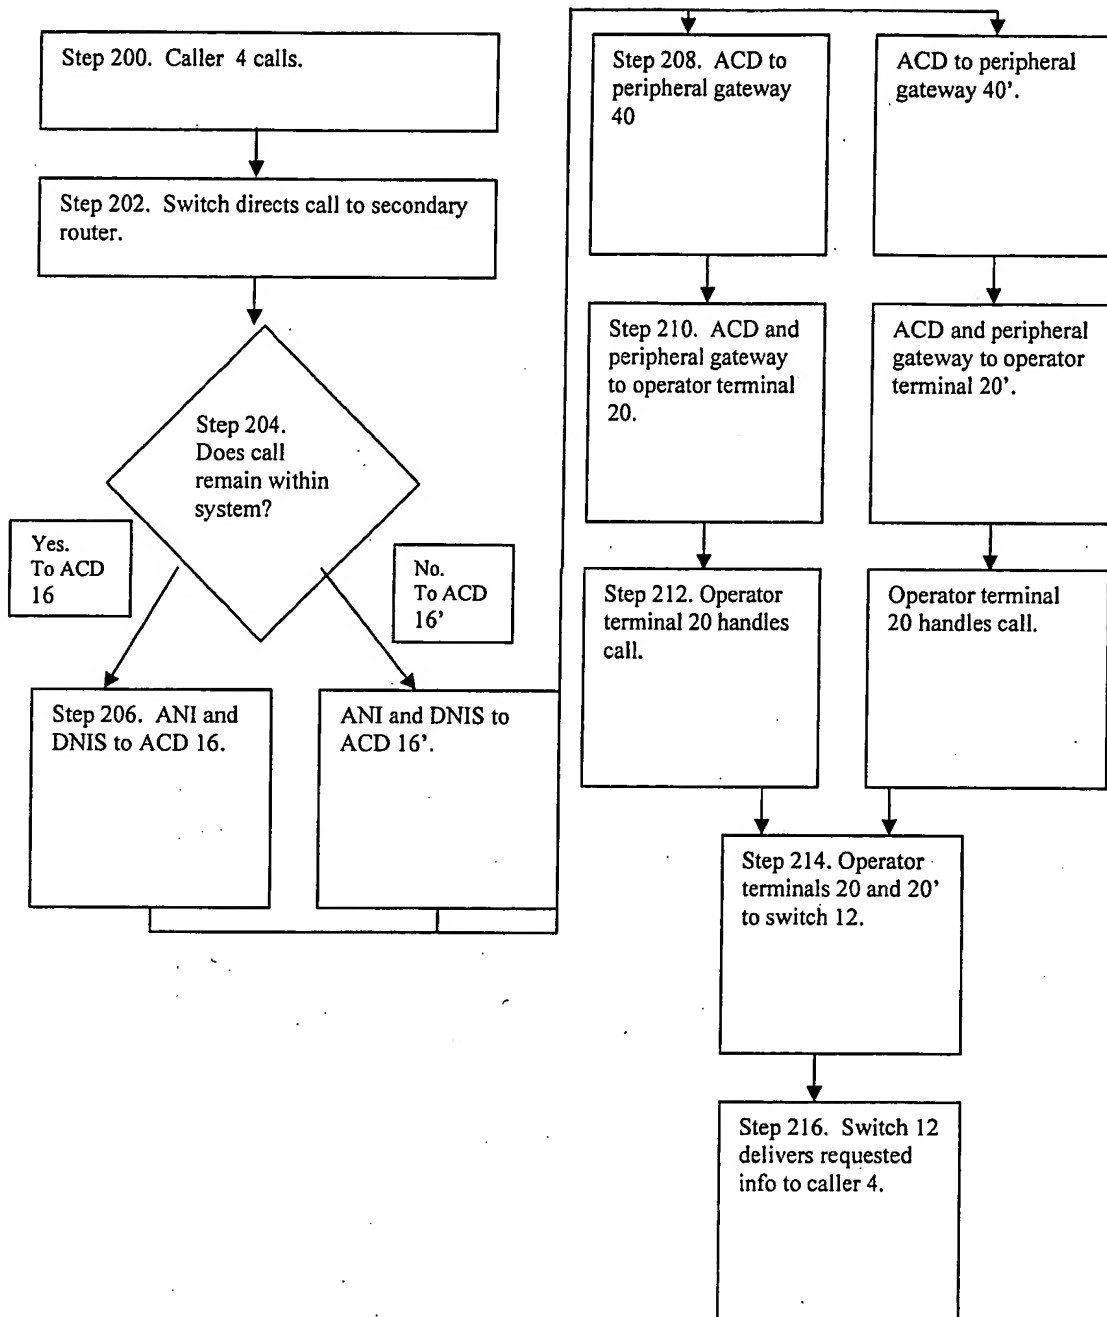 Step 200. Caller 4 calls.
Step 202. Switch directs call to secondary
router.
Step 204.
Does call
remain within
system?
Yes.
To ACD
16
No.
To ACD
16’
Step 206. ANI and
DNIS to ACD 16.
ANI and DNIS to
ACD 16’.
Step 208. ACD to
peripheral gateway
40
ACD to peripheral
gateway 40’.
Step 210. ACD and
peripheral gateway
to operator terminal
20.
ACD and peripheral
gateway to operator
terminal 20’.
Step 212. Operator
terminal 20 handles
call.
Operator terminal
20 handles call.
Step 214. Operator
terminals 20 and 20’
to switch 12.
Step 216. Switch 12
delivers requested
info to caller 4.